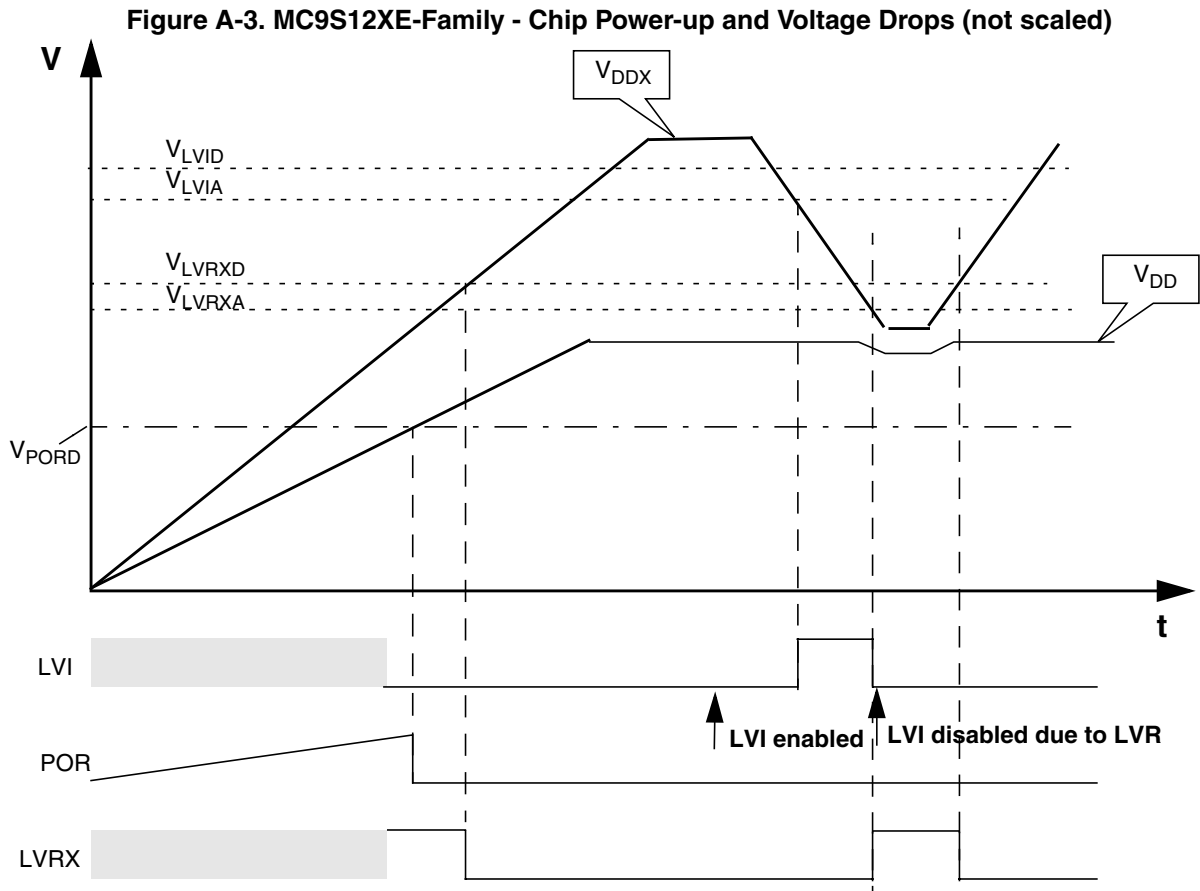 Figure A-3. MC9S12XE-Family - Chip Power-up and Voltage Drops (not scaled)
V
VDDX
VLVID
VLVIA
VLVRXD
VLVRXA
VDD
VPORD
t
LVI
LVI enabled
LVI disabled due to LVR
POR
LVRX